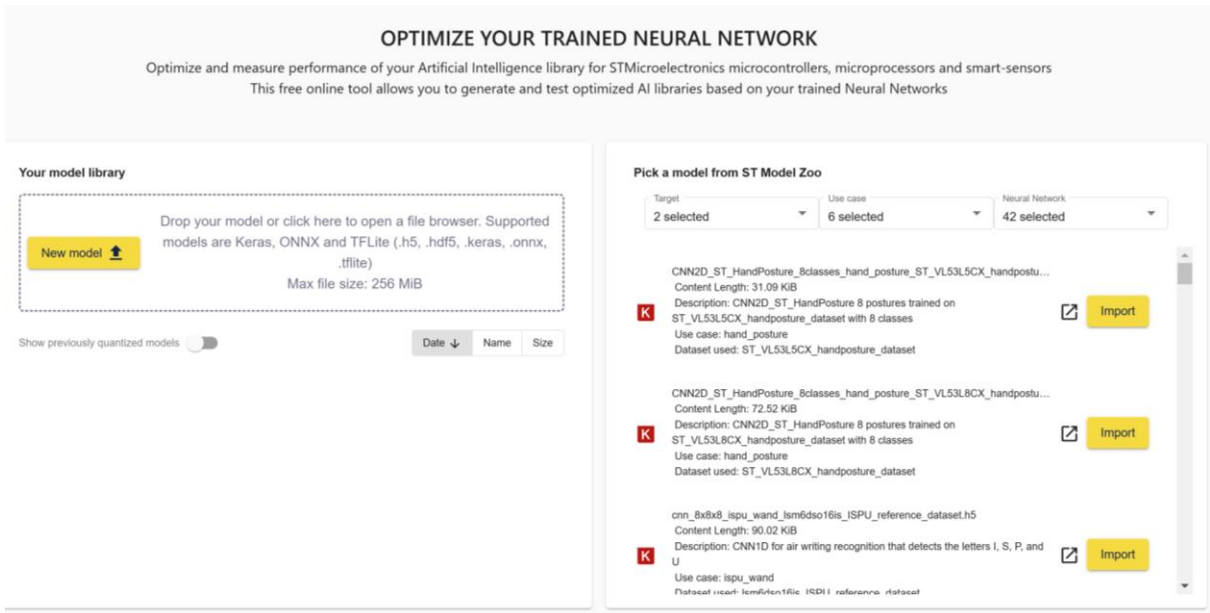 OPTIMIZE YOUR TRAINED NEURAL NETWORK
Optimize and measure performance of your Artificial Intelligence library for STMicroelectronics microcontrollers, microprocessors and smart-sensors
This free online tool allows you to generate and test optimized AI libraries based on your trained Neural Networks
Your model library
New model
Drop your model or click here to open a file browser. Supported
models are Keras, ONNX and TFLite (.h5, .hdf5, .keras, .onnx,
.tflite)
Max file size: 256 MiB
Show previously quantized models
Date
Name
Size
Pick a model from ST Model Zoo
Target
2 selected
Use case
6 selected
Neural Network
42 selected
CNN2D_ST_HandPosture_8classes_hand_posture_ST_VL53L5CX_handpostu...
Content Length: 31.09 KiB
Description: CNN2D_ST_HandPosture 8 postures trained on
ST_VL53L5CX_handposture_dataset with 8 classes
Use case: hand_posture
Dataset used: ST_VL53L5CX_handposture_dataset
K
Import
CNN2D_ST_HandPosture_8classes_hand_posture_ST_VL53L8CX_handpostu...
Content Length: 72.52 KiB
Description: CNN2D_ST_HandPosture 8 postures trained on
ST_VL53L8CX_handposture_dataset with 8 classes
Use case: hand_posture
Dataset used: ST_VL53L8CX_handposture_dataset
K
Import
cnn_8x8x8_ispu_wand_lsm6dso16is_ISPU_reference_dataset.h5
Content Length: 90.02 KiB
Description: CNN1D for air writing recognition that detects the letters I, S, P, and
U
Use case: ispu_wand
Dataset used: lsm6dso16is_ISPU_reference_dataset
K
Import